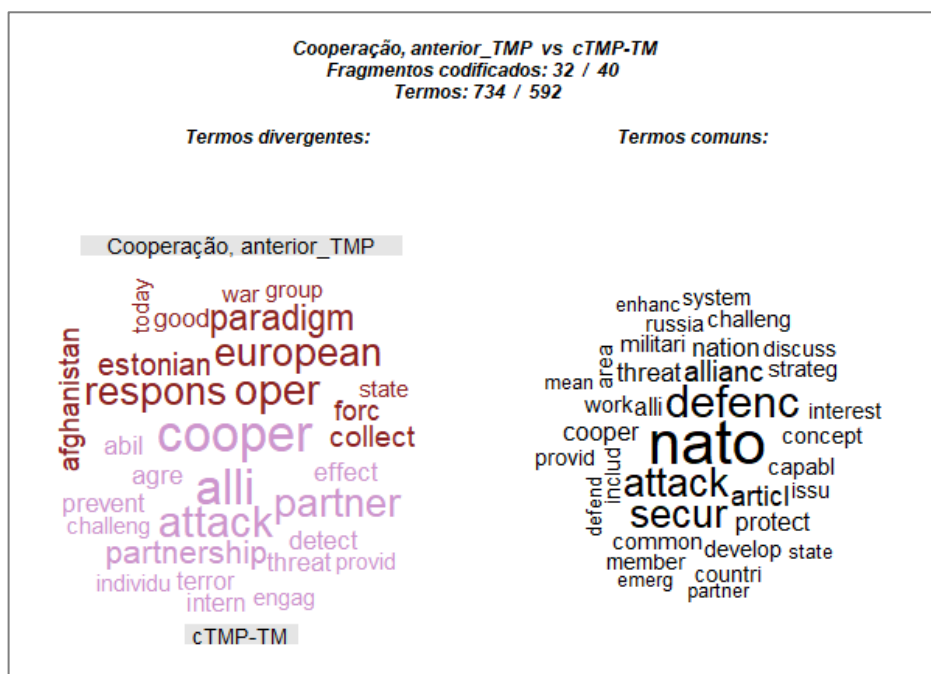 Cooperação, anterior_TMP vs cTMP-TM
Fragmentos codificados: 32 / 40
Termos: 734 / 592
Termos divergentes:
Termos comuns:
Cooperação, anterior_TMP
today
war group
good paradigm
afghanistan
estonian european
respons oper state
forc
collect
cooper
abil
agre alli effect
prevent attack partner
challeng
detect
partnership threat provid
individu terror
intern engag
cTMP-TM
enhanc system
russia challeng
militari nation discuss
area
mean threat allianc strateg
work alli defenc interest
cooper nato concept
provid
includ
defend
attack capabl
articl issu
secur protect
common develop state
member
emerg countri
partner